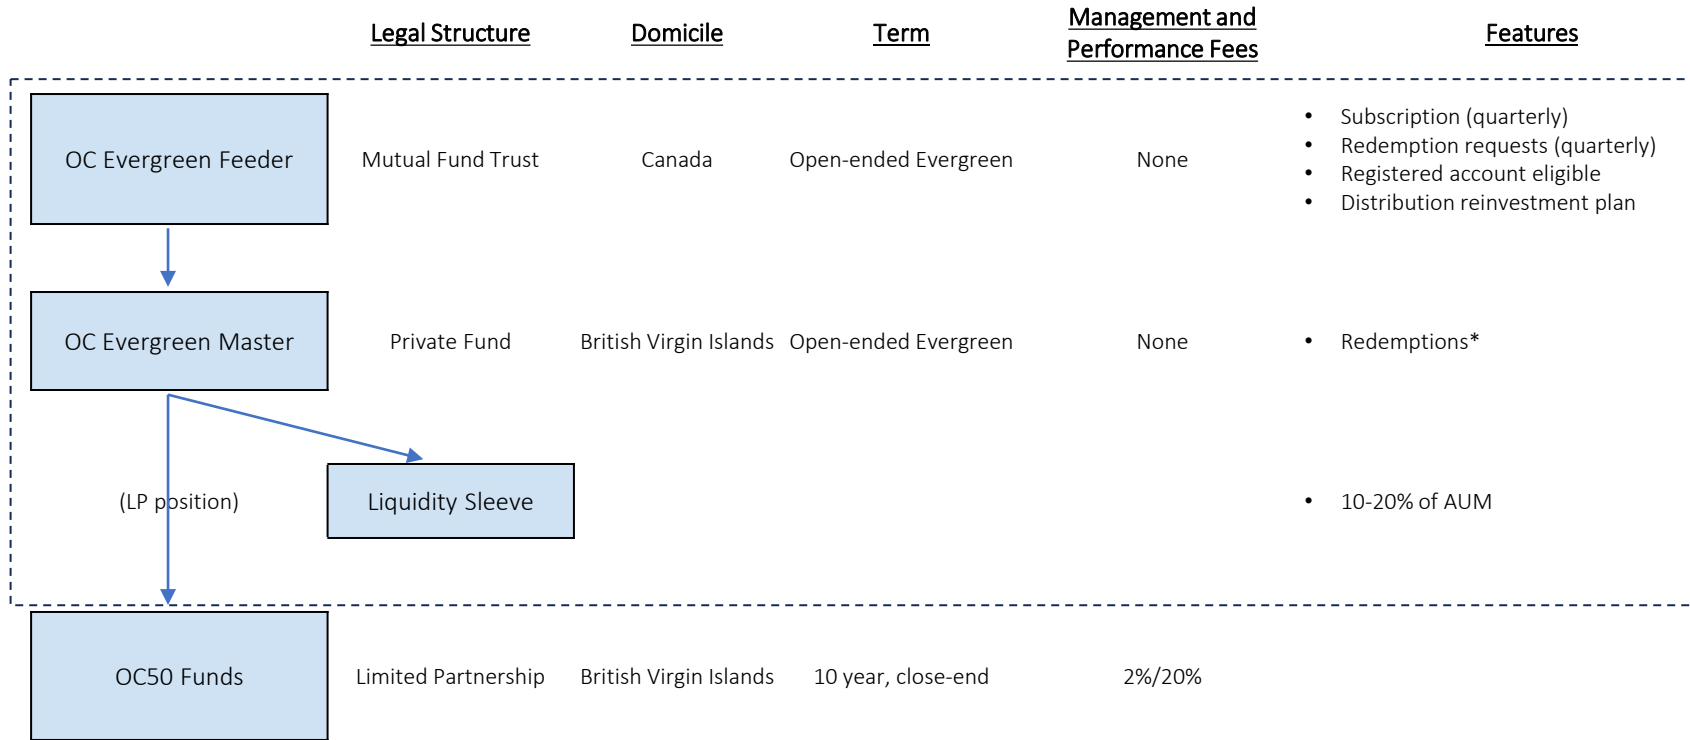 Legal Structure
Domicile
Term
Management and
Performance Fees
Features
OC Evergreen Feeder
Mutual Fund Trust
Canada
Open-ended Evergreen
None
• Subscription (quarterly)
• Redemption requests (quarterly)
• Registered account eligible
• Distribution reinvestment plan
OC Evergreen Master
Private Fund
British Virgin Islands
Open-ended Evergreen
None
• Redemptions*
(LP position)
Liquidity Sleeve
• 10-20% of AUM
OC50 Funds
Limited Partnership
British Virgin Islands
10 year, close-end
2%/20%